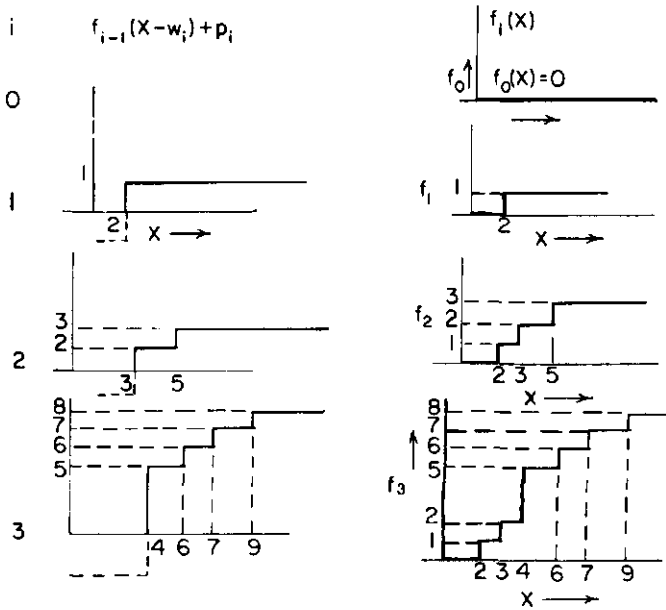 i f_{i-1}(X-w_i)+p_i f_i(X)
0 f_0 f_0(X)=0
1 1 2 X f_1 1 2 X
2 3 2 3 5 f_2 3 2 1 2 3 5 X
3 8 7 6 5 4 6 7 9 f_3 8 7 6 5 2 1 2 3 4 6 7 9 X